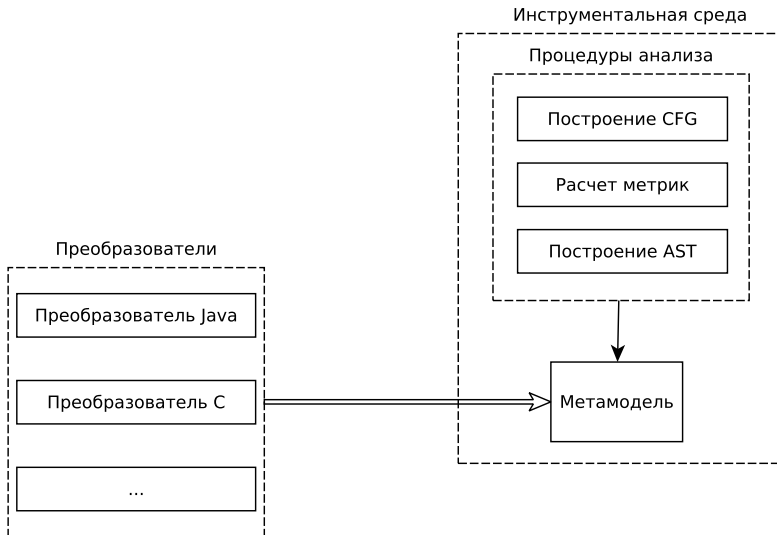 Инструментальная среда
Процедуры анализа
Построение CFG
Расчет метрик
Построение AST
Преобразователи
Преобразователь Java
Преобразователь C
...
Метамодель